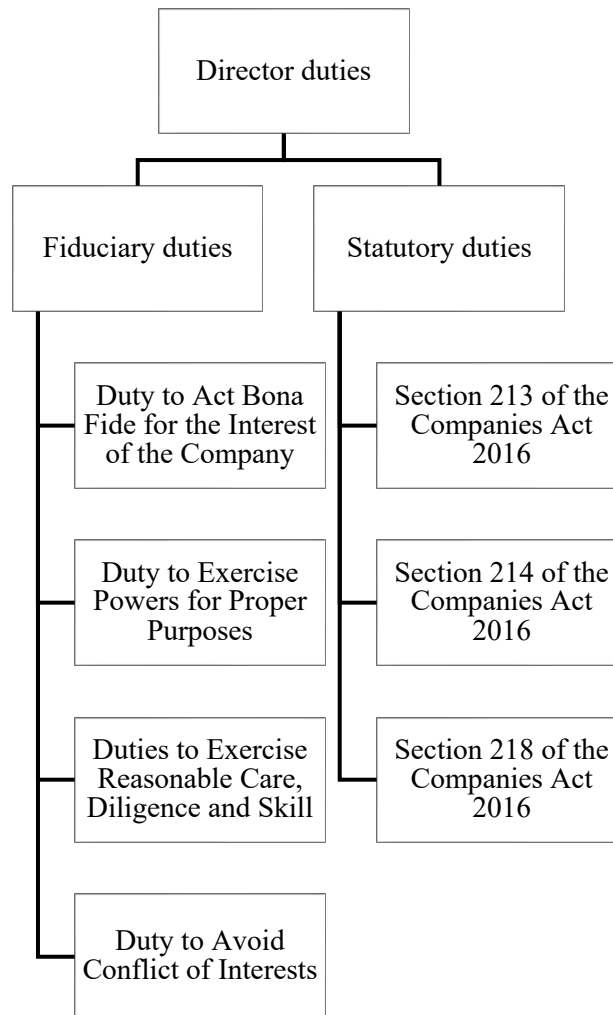 Director duties
Fiduciary duties
Statutory duties
Duty to Act Bona
Fide for the Interest
of the Company
Section 213 of the
Companies Act
2016
Duty to Exercise
Powers for Proper
Purposes
Section 214 of the
Companies Act
2016
Duties to Exercise
Reasonable Care,
Diligence and Skill
Section 218 of the
Companies Act
2016
Duty to Avoid
Conflict of Interests